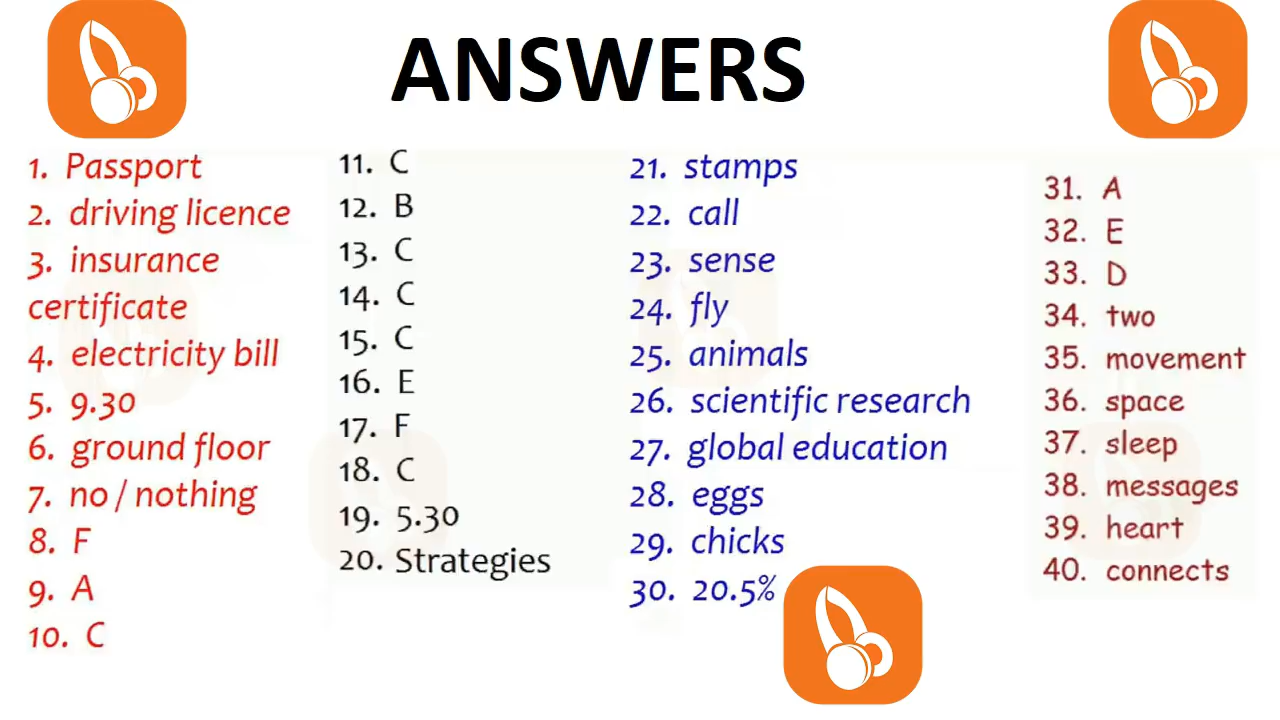 ANSWERS
1. Passport
2. driving licence
3. insurance
certificate
4. electricity bill
5. 9.30
6. ground floor
7. no / nothing
8. F
9. A
10. C
11. C
12. B
13. C
14. C
15. C
16. E
17. F
18. C
19. 5.30
20. Strategies
21. stamps
22. call
23. sense
24. fly
25. animals
26. scientific research
27. global education
28. eggs
29. chicks
30. 20.5%
31. A
32. E
33. D
34. two
35. movement
36. space
37. sleep
38. messages
39. heart
40. connects